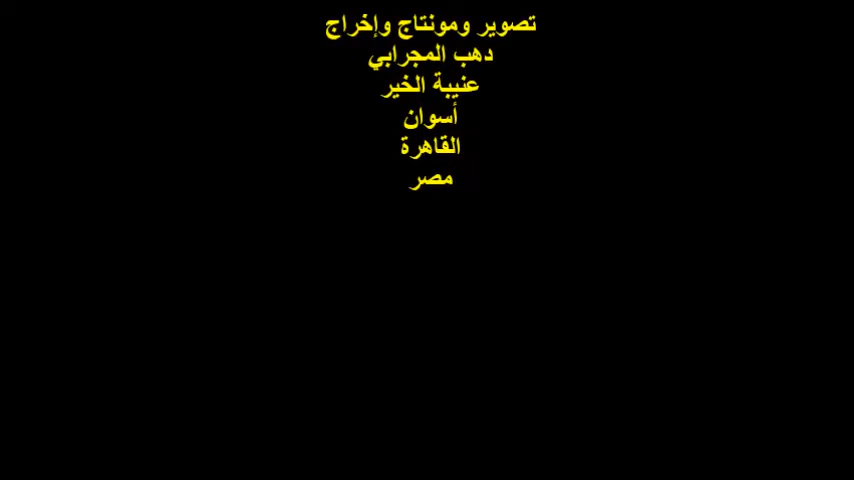 تصوير ومونتاج وإخراج
دهب المجرابي
عنيبة الخير
أسوان
القاهرة
مصر